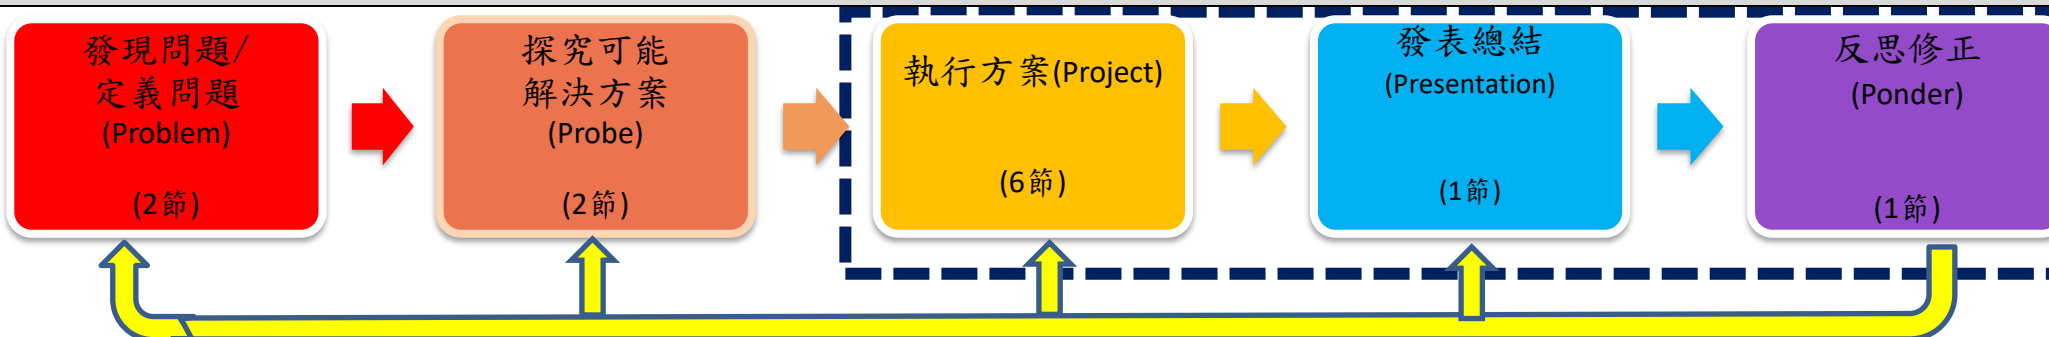 發現問題/
定義問題
(Problem)
(2節)
探究可能
解決方案
(Probe)
(2節)
執行方案(Project)
(6節)
發表總結
(Presentation)
(1節)
反思修正
(Ponder)
(1節)